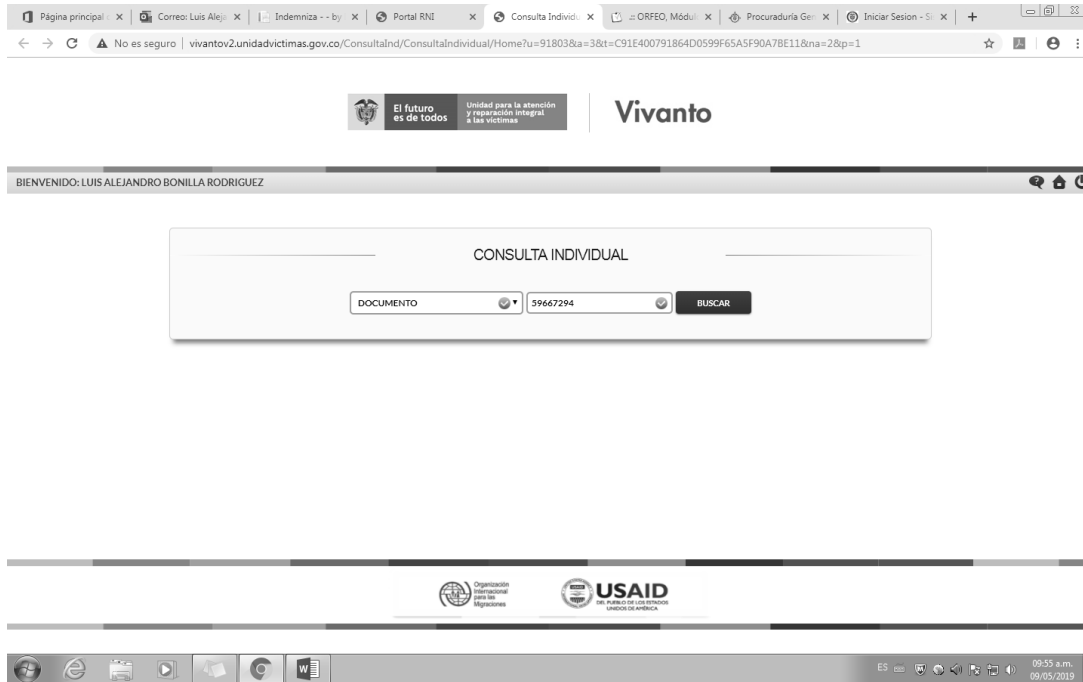 Página principal
Correo: Luis Aleja
Indemniza - - by
Portal RNI
Consulta Individu
.: ORFEO, Módul
Procuraduría Gen
Iniciar Sesion - Si
No es seguro | vivantov2.unidadvictimas.gov.co/ConsultaInd/ConsultaIndividual/Home?u=91803&a=3&t=C91E400791864D0599F65A5F90A7BE11&na=2&p=1
El futuro
es de todos
Unidad para la atención
y reparación integral
a las víctimas
Vivanto
BIENVENIDO: LUIS ALEJANDRO BONILLA RODRIGUEZ
CONSULTA INDIVIDUAL
DOCUMENTO
59667294
BUSCAR
Organización
Internacional
para las
Migraciones
USAID
DEL PUEBLO DE LOS ESTADOS
UNIDOS DE AMÉRICA
ES
09:55 a.m.
09/05/2019